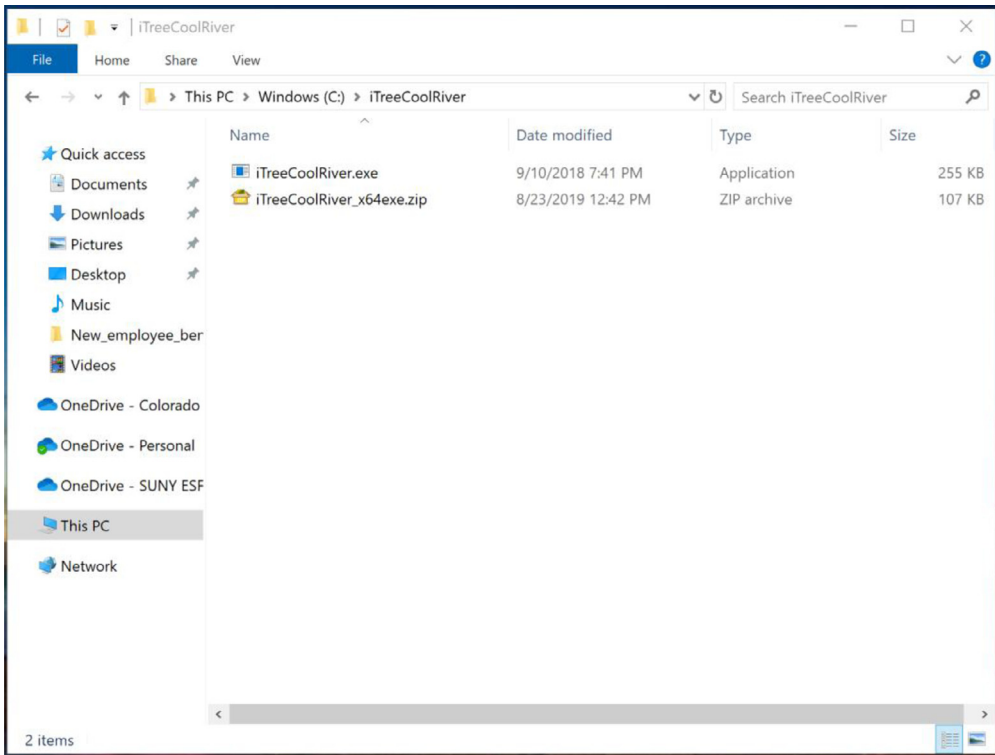 iTreeCoolRiver
File Home Share View ?
This PC Windows (C:) iTreeCoolRiver Search iTreeCoolRiver
Name Date modified Type Size
Quick access
iTreeCoolRiver.exe 9/10/2018 7:41 PM Application 255 KB
Documents
iTreeCoolRiver_x64exe.zip 8/23/2019 12:42 PM ZIP archive 107 KB
Downloads
Pictures
Desktop
Music
New_employee_ber
Videos
OneDrive - Colorado
OneDrive - Personal
OneDrive - SUNY ESF
This PC
Network
2 items